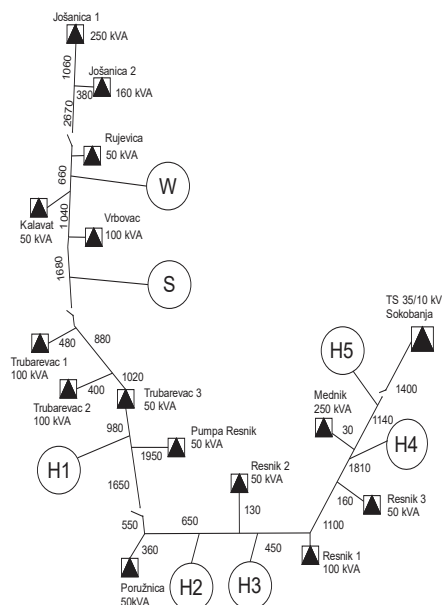 Jošanica 1
250 kVA
1060
Jošanica 2
380
160 kVA
2670
Rujevica
50 kVA
660
W
Kalavat
50 kVA
1040
Vrbovac
100 kVA
1680
S
TS 35/10 kV
Sokobanja
480
880
Trubarevac 1
100 kVA
1020
400
Trubarevac 2
100 kVA
Trubarevac 3
50 kVA
H5
1400
Mednik
250 kVA
1140
30
H4
980
Pumpa Resnik
50 kVA
1950
H1
1810
Resnik 2
50 kVA
1650
160
Resnik 3
50 kVA
130
550
650
1100
360
450
Resnik 1
100 kVA
Poružnica
50kVA
H2
H3